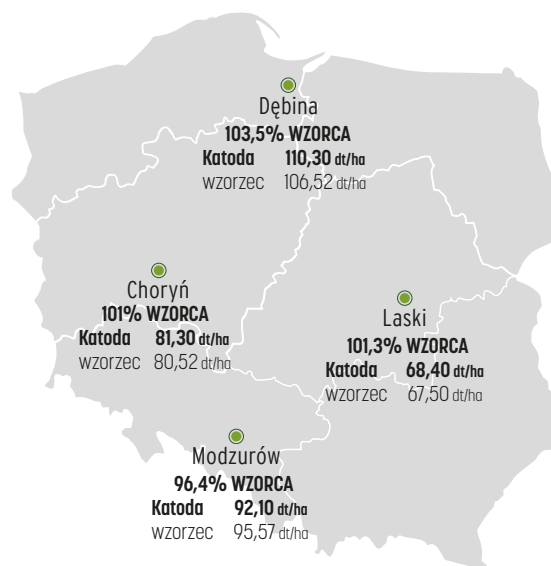 Dębina
103,5% WZORCA
Katoda 110,30 dt/ha
wzorzec 106,52 dt/ha
Choryń
101% WZORCA
Katoda 81,30 dt/ha
wzorzec 80,52 dt/ha
Laski
101,3% WZORCA
Katoda 68,40 dt/ha
wzorzec 67,50 dt/ha
Modzurów
96,4% WZORCA
Katoda 92,10 dt/ha
wzorzec 95,57 dt/ha